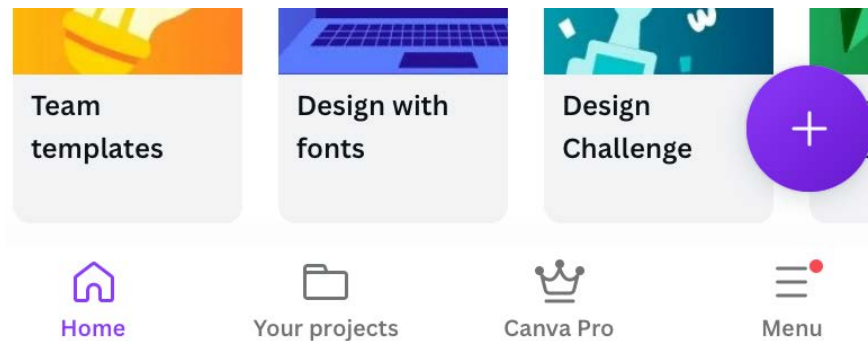 Team
templates
Design with
fonts
Design
Challenge
Home
Your projects
Canva Pro
Menu